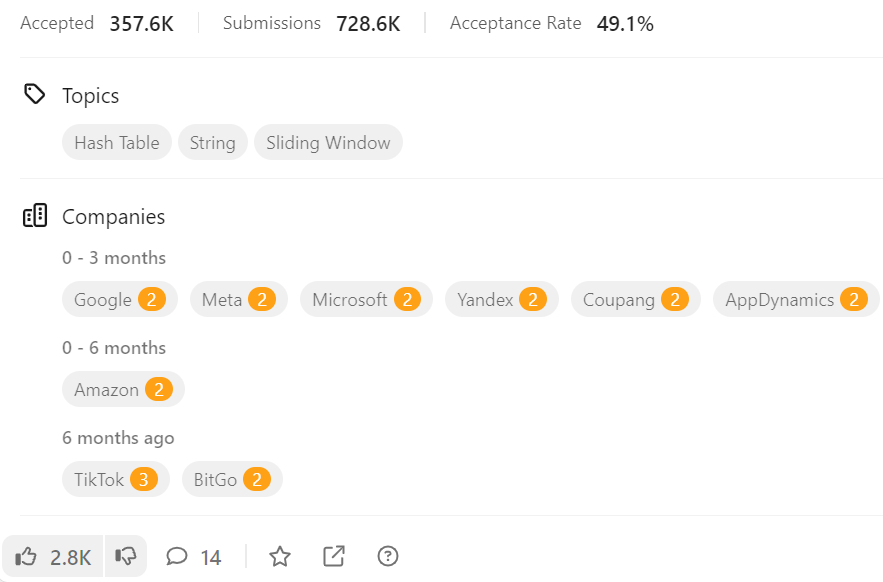 Accepted 357.6K Submissions 728.6K Acceptance Rate 49.1%
Topics
Hash Table String Sliding Window
Companies
0 - 3 months
Google 2 Meta 2 Microsoft 2 Yandex 2 Coupang 2 AppDynamics 2
0 - 6 months
Amazon 2
6 months ago
TikTok 3 BitGo 2
2.8K 14 ?